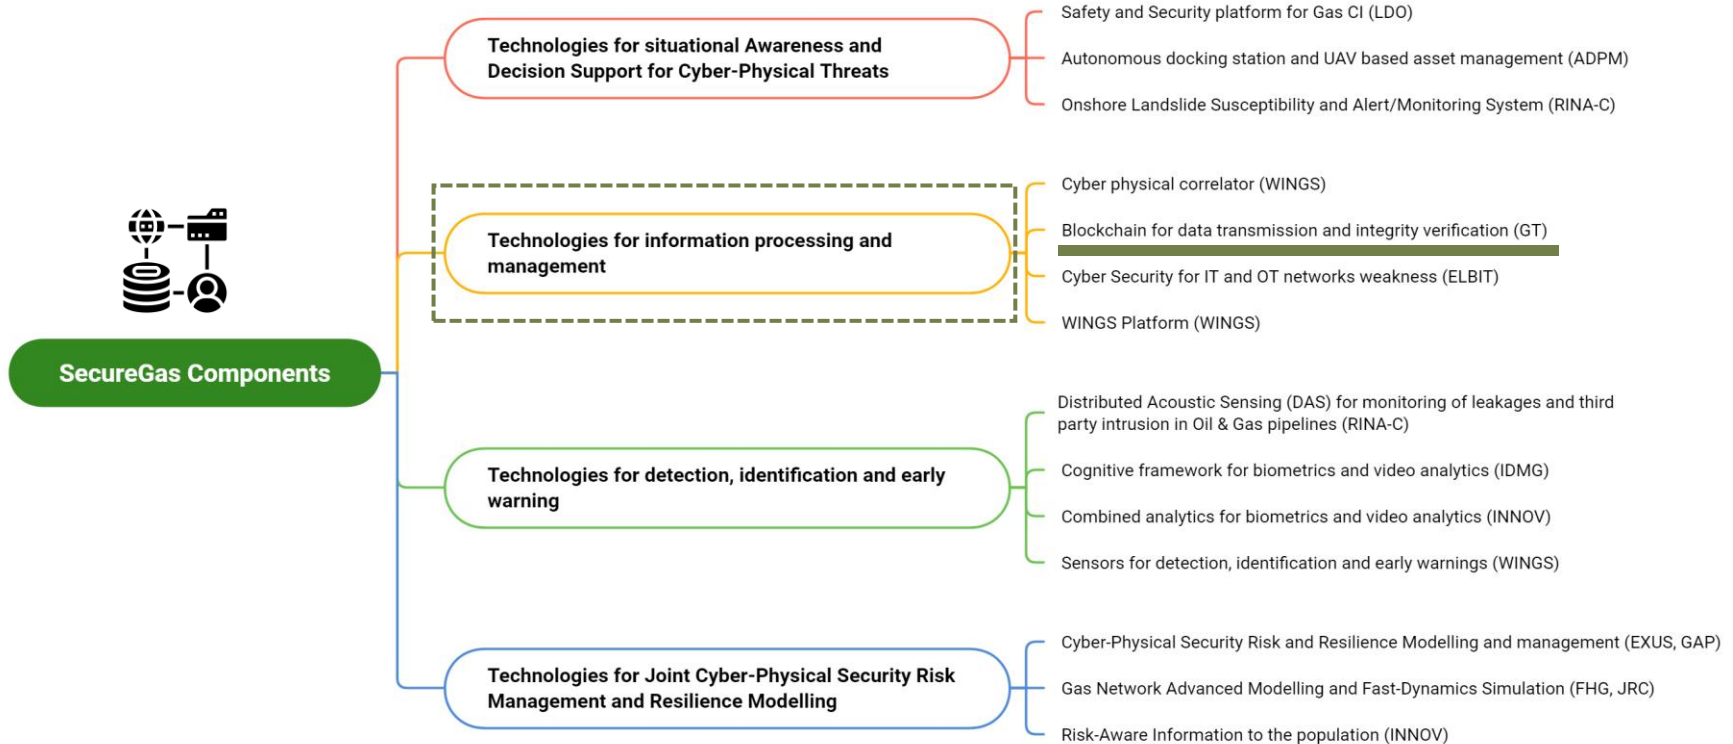 SecureGas Components
Technologies for situational Awareness and
Decision Support for Cyber-Physical Threats
Safety and Security platform for Gas CI (LDO)
Autonomous docking station and UAV based asset management (ADPM)
Onshore Landslide Susceptibility and Alert/Monitoring System (RINA-C)
Technologies for information processing and
management
Cyber physical correlator (WINGS)
Blockchain for data transmission and integrity verification (GT)
Cyber Security for IT and OT networks weakness (ELBIT)
WINGS Platform (WINGS)
Technologies for detection, identification and early
warning
Distributed Acoustic Sensing (DAS) for monitoring of leakages and third
party intrusion in Oil & Gas pipelines (RINA-C)
Cognitive framework for biometrics and video analytics (IDMG)
Combined analytics for biometrics and video analytics (INNOV)
Sensors for detection, identification and early warnings (WINGS)
Technologies for Joint Cyber-Physical Security Risk
Management and Resilience Modelling
Cyber-Physical Security Risk and Resilience Modelling and management (EXUS, GAP)
Gas Network Advanced Modelling and Fast-Dynamics Simulation (FHG, JRC)
Risk-Aware Information to the population (INNOV)